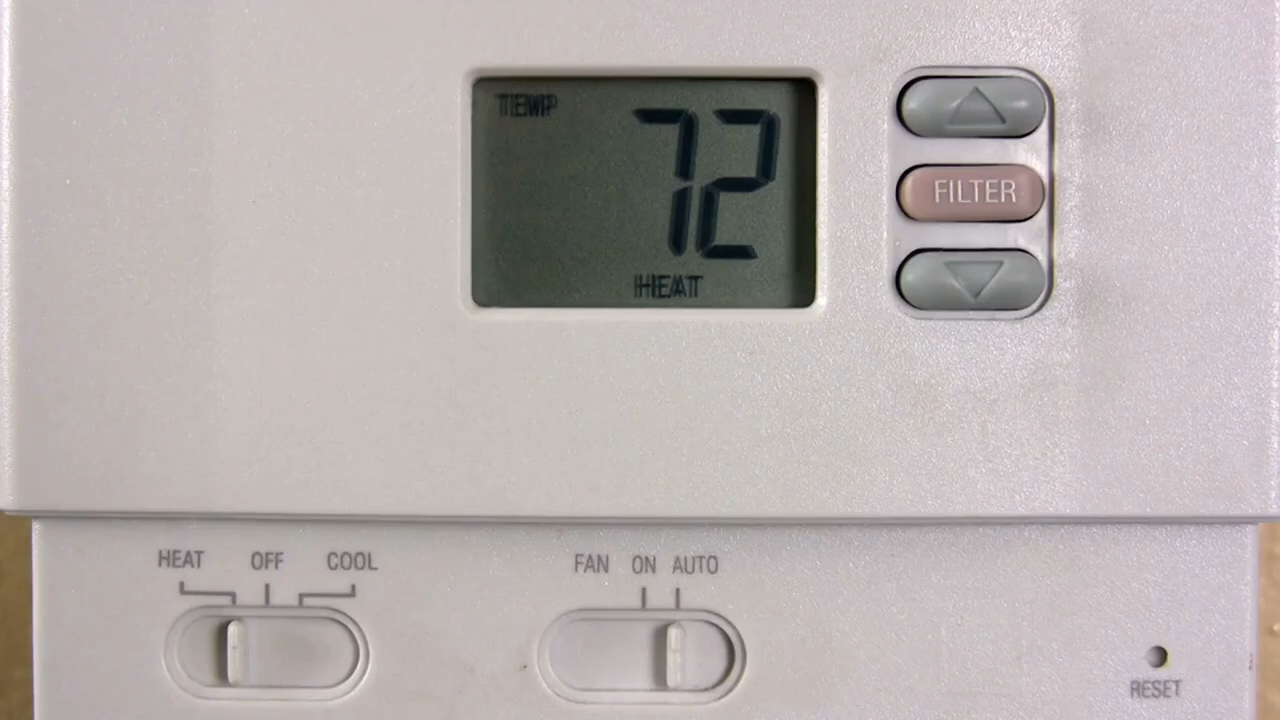 TEMP
72
HEAT
FILTER
HEAT OFF COOL
FAN ON AUTO
RESET